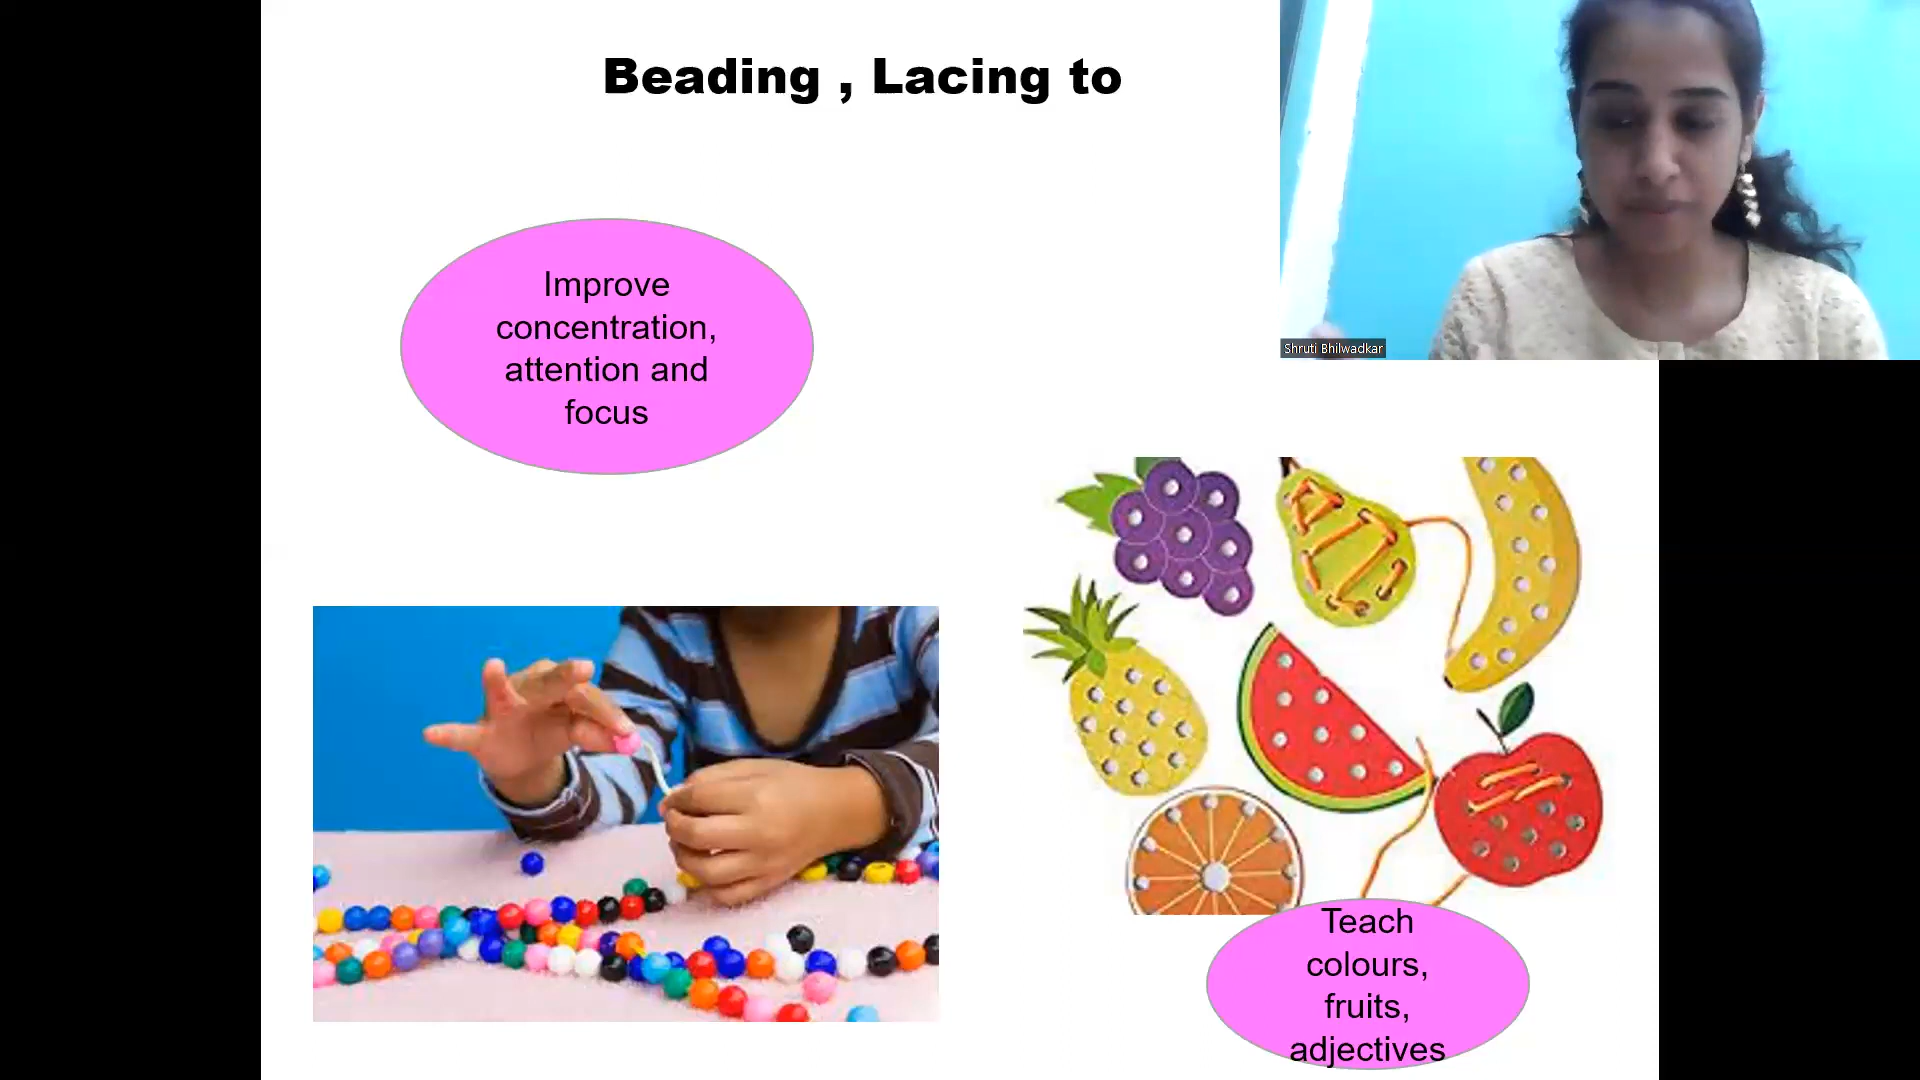 Beading , Lacing to
Improve
concentration,
attention and
focus
Shruti Bhilwadkar
Teach
colours,
fruits,
adjectives